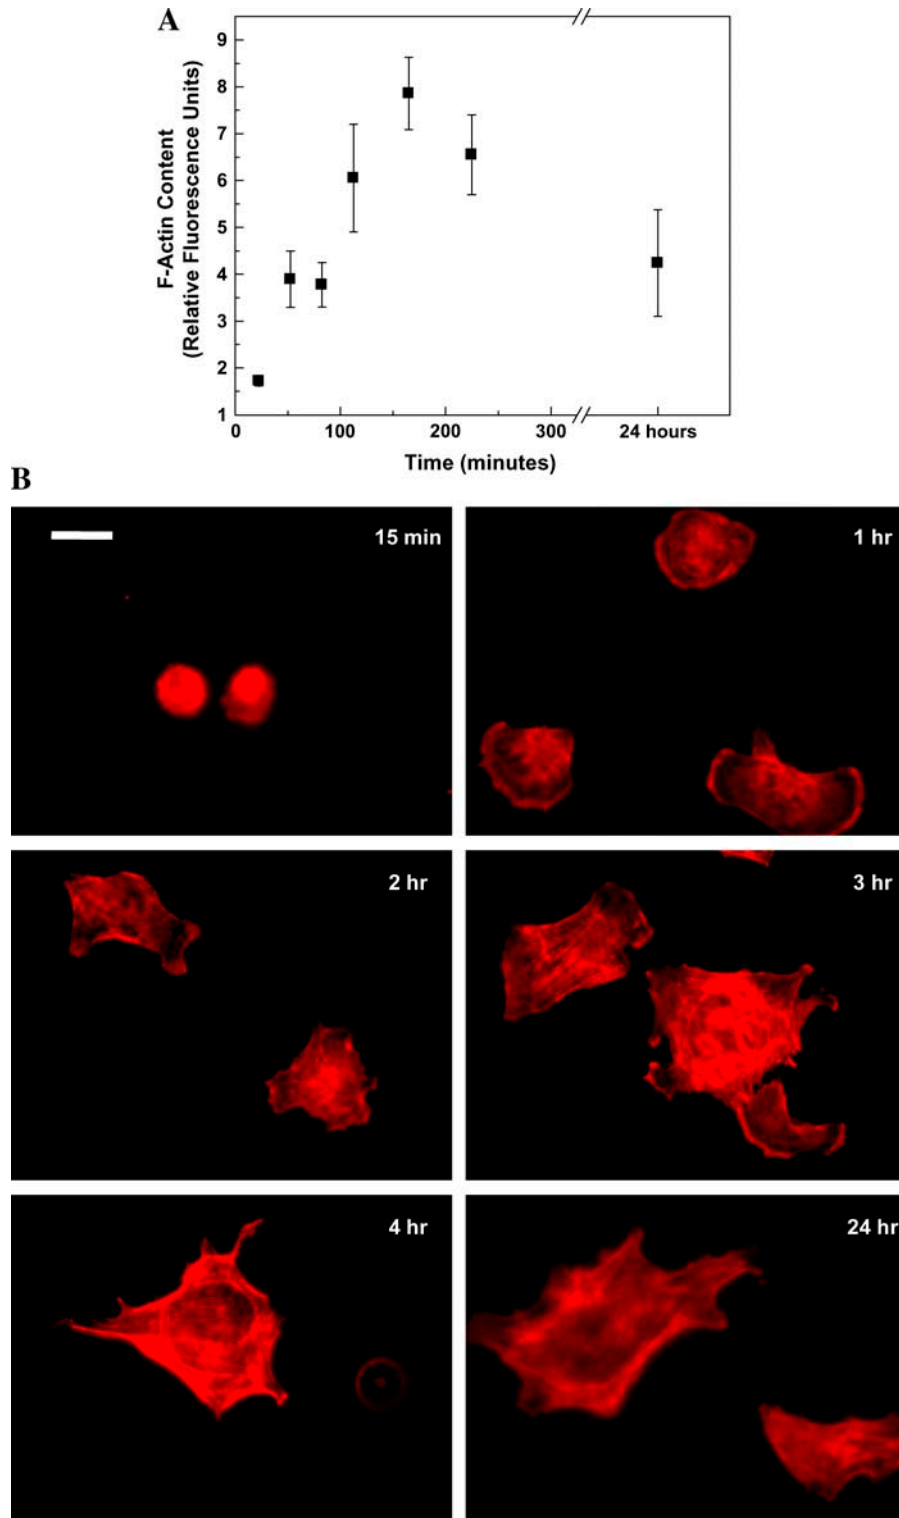 A
F-Actin Content
(Relative Fluorescence Units)
9
8
7
6
5
4
3
2
1
0
100
200
300
24 hours
Time (minutes)
B
15 min
1 hr
2 hr
3 hr
4 hr
24 hr